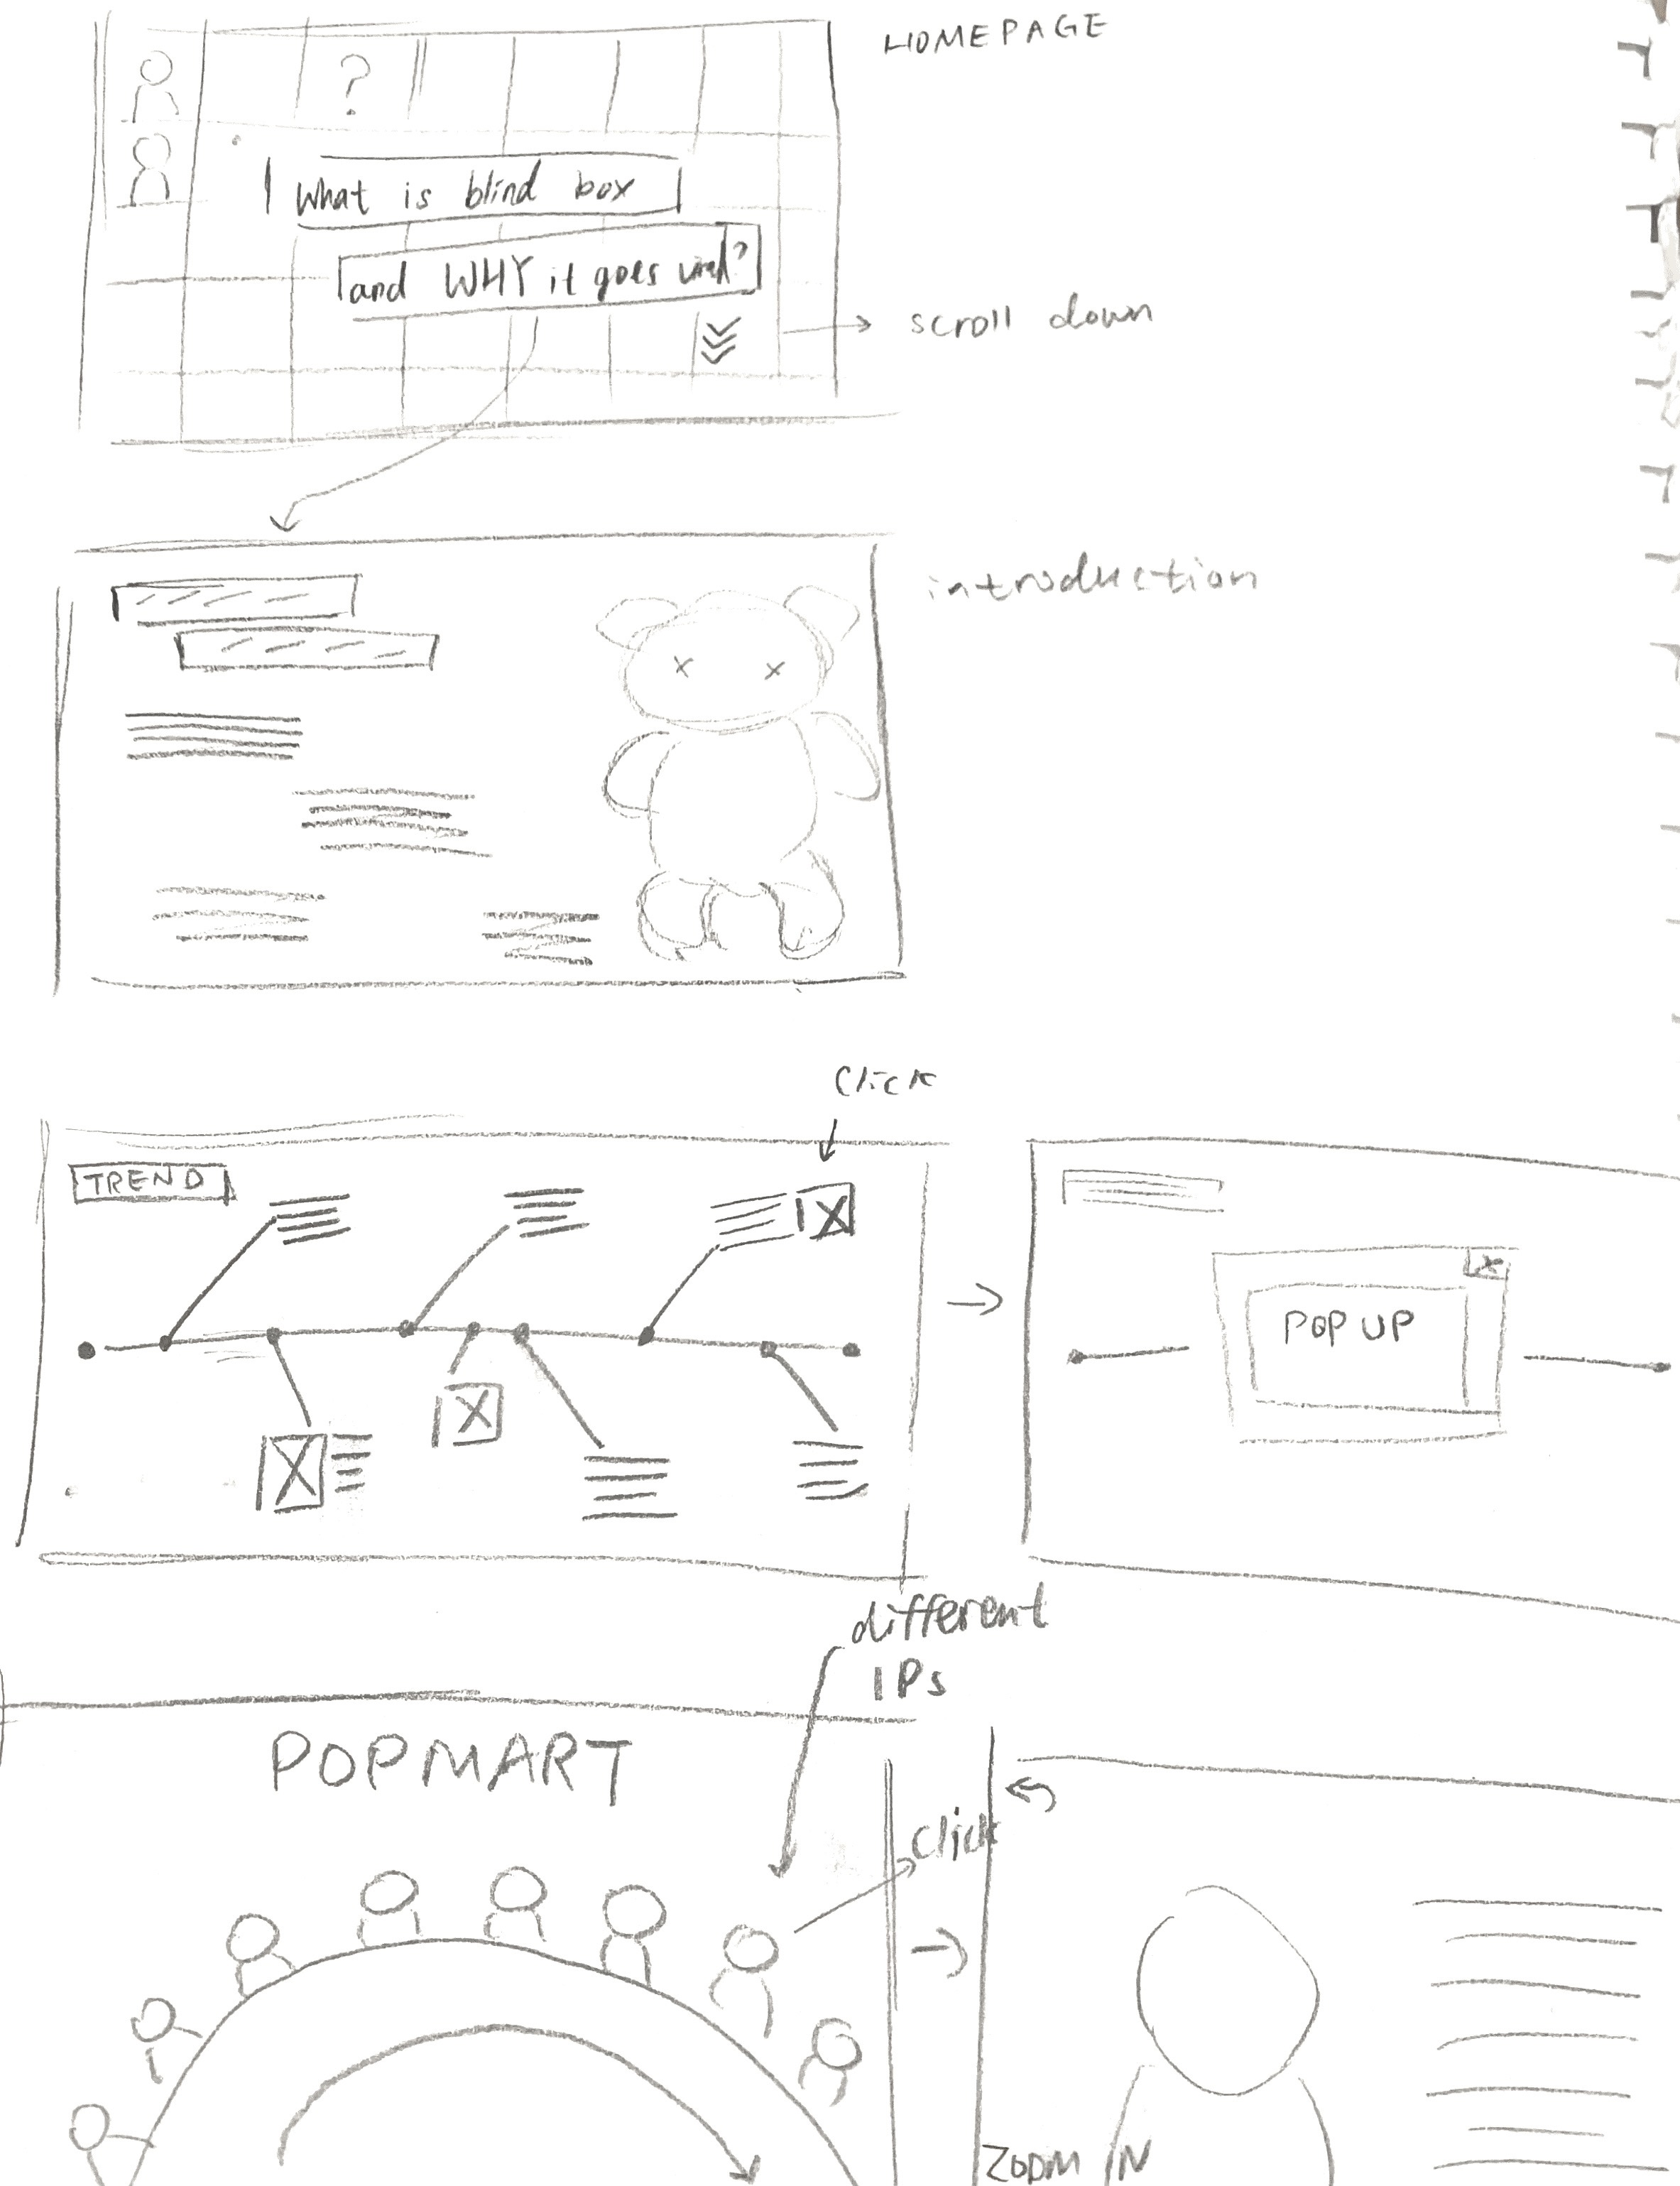 HOMEPAGE
?
What is blind box
and WHY it goes viral?
scroll down
introduction
click
TREND
POP UP
different
IPs
POPMART
click
ZOOM IN